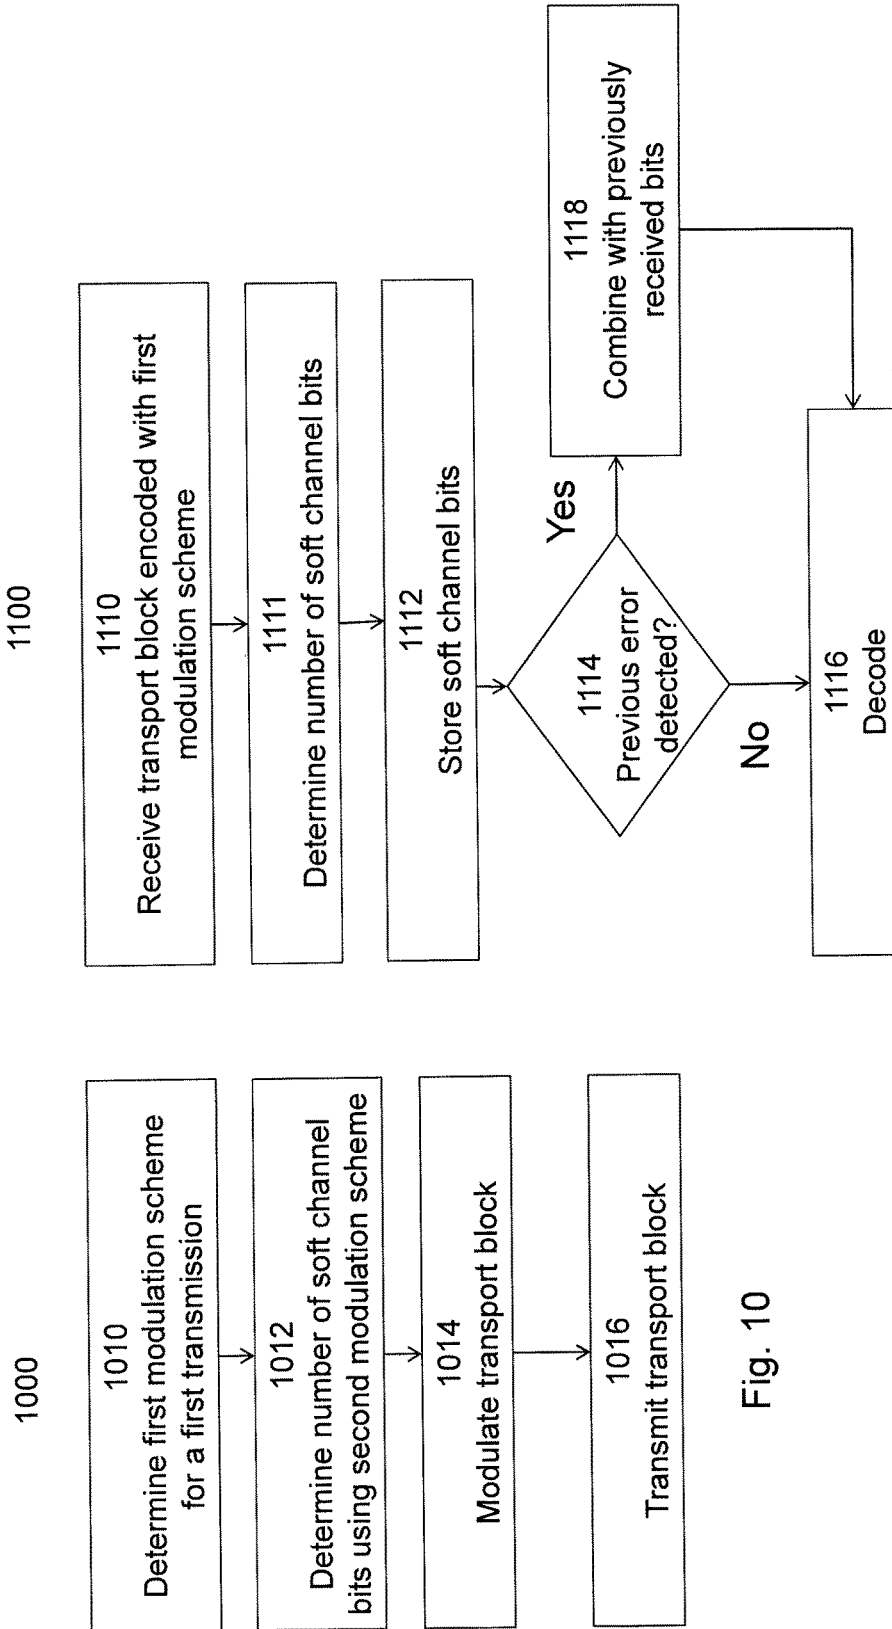 1000
1010
Determine first modulation scheme
for a first transmission
1012
Determine number of soft channel
bits using second modulation scheme
1014
Modulate transport block
1016
Transmit transport block
Fig. 10
1100
1110
Receive transport block encoded with first
modulation scheme
1111
Determine number of soft channel bits
1112
Store soft channel bits
1114
Previous error
detected?
Yes
No
1118
Combine with previously
received bits
1116
Decode